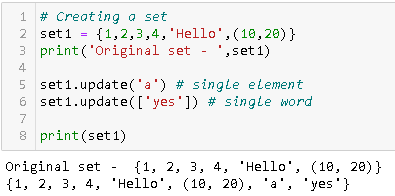 1 # Creating a set
2 set1 = {1,2,3,4,'Hello',(10,20)}
3 print('Original set - ',set1)
4
5 set1.update('a') # single element
6 set1.update(['yes']) # single word
7
8 print(set1)
Original set -  {1, 2, 3, 4, 'Hello', (10, 20)}
{1, 2, 3, 4, 'Hello', (10, 20), 'a', 'yes'}